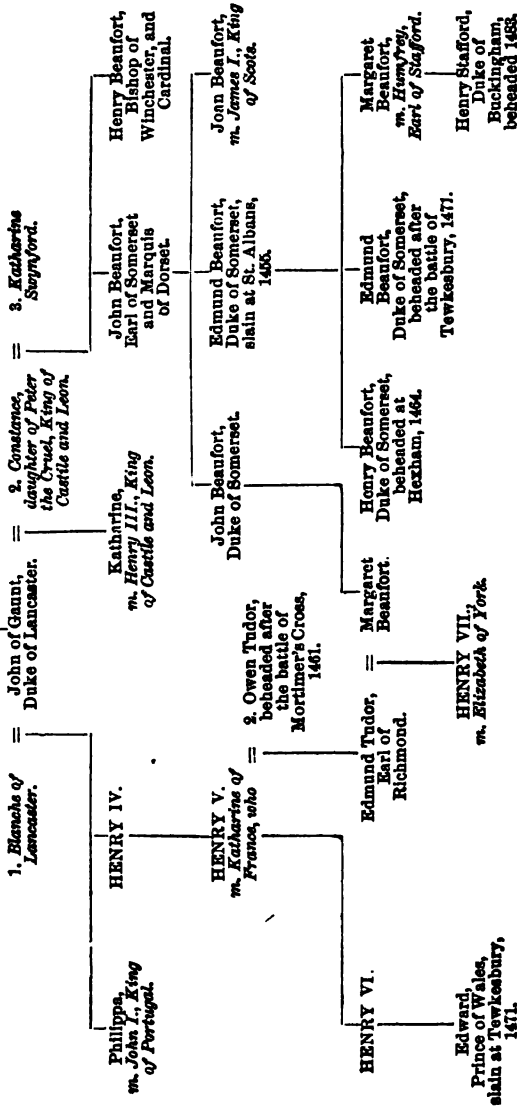 1. Blanche of
Lancaster.
=
John of Gaunt,
Duke of Lancaster.
=
2. Constance,
daughter of Peter
the Cruel, King of
Castile and Leon.
=
3. Katharine
Swynford.
Philippa,
m. John I., King
of Portugal.
HENRY IV.
Katharine,
m. Henry III., King
of Castile and Leon.
John Beaufort,
Earl of Somerset
and Marquis
of Dorset.
Henry Beaufort,
Bishop of
Winchester, and
Cardinal.
HENRY V.
m. Katharine of
France, who
=
2. Owen Tudor,
beheaded after
the battle of
Mortimer's Cross,
1461.
John Beaufort,
Duke of Somerset.
Edmund Beaufort,
Duke of Somerset,
slain at St. Albans,
1455.
Joan Beaufort,
m. James I., King
of Scots.
HENRY VI.
Edmund Tudor,
Earl of
Richmond.
=
Margaret
Beaufort.
Henry Beaufort,
Duke of Somerset,
beheaded at
Hexham, 1464.
Edmund
Beaufort,
Duke of Somerset,
beheaded after
the battle of
Tewkesbury, 1471.
Margaret
Beaufort,
m. Humfrey,
Earl of Stafford.
Edward,
Prince of Wales,
slain at Tewkesbury,
1471.
HENRY VII.,
m. Elizabeth of York.
Henry Stafford,
Duke of
Buckingham,
beheaded 1483.